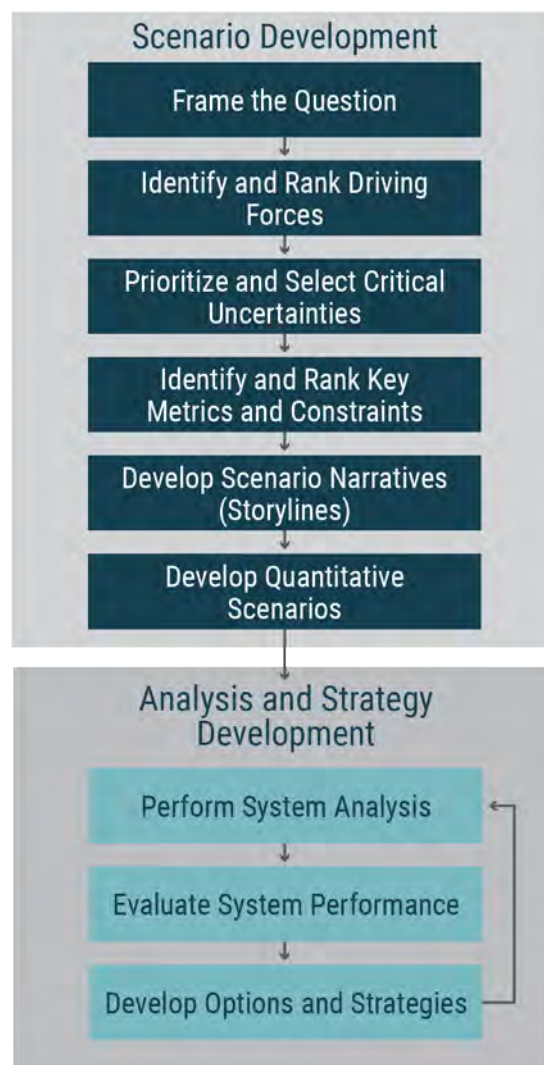 Scenario Development
Frame the Question
Identify and Rank Driving
Forces
Prioritize and Select Critical
Uncertainties
Identify and Rank Key
Metrics and Constraints
Develop Scenario Narratives
(Storylines)
Develop Quantitative
Scenarios
Analysis and Strategy
Development
Perform System Analysis
Evaluate System Performance
Develop Options and Strategies